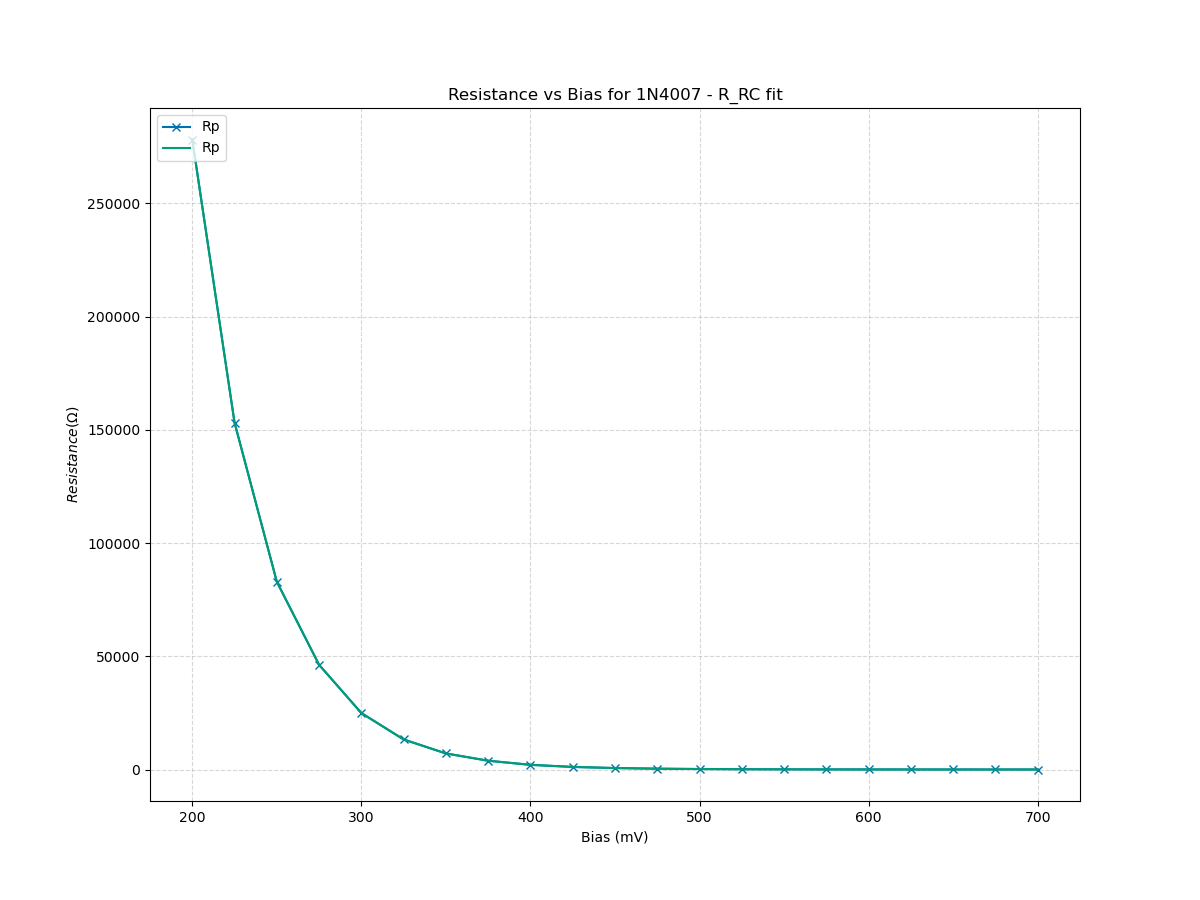 Resistance vs Bias for 1N4007 - R_RC fit
Rp
Rp
250000
200000
150000
100000
50000
0
Resistance(Ω)
200 300 400 500 600 700
Bias (mV)